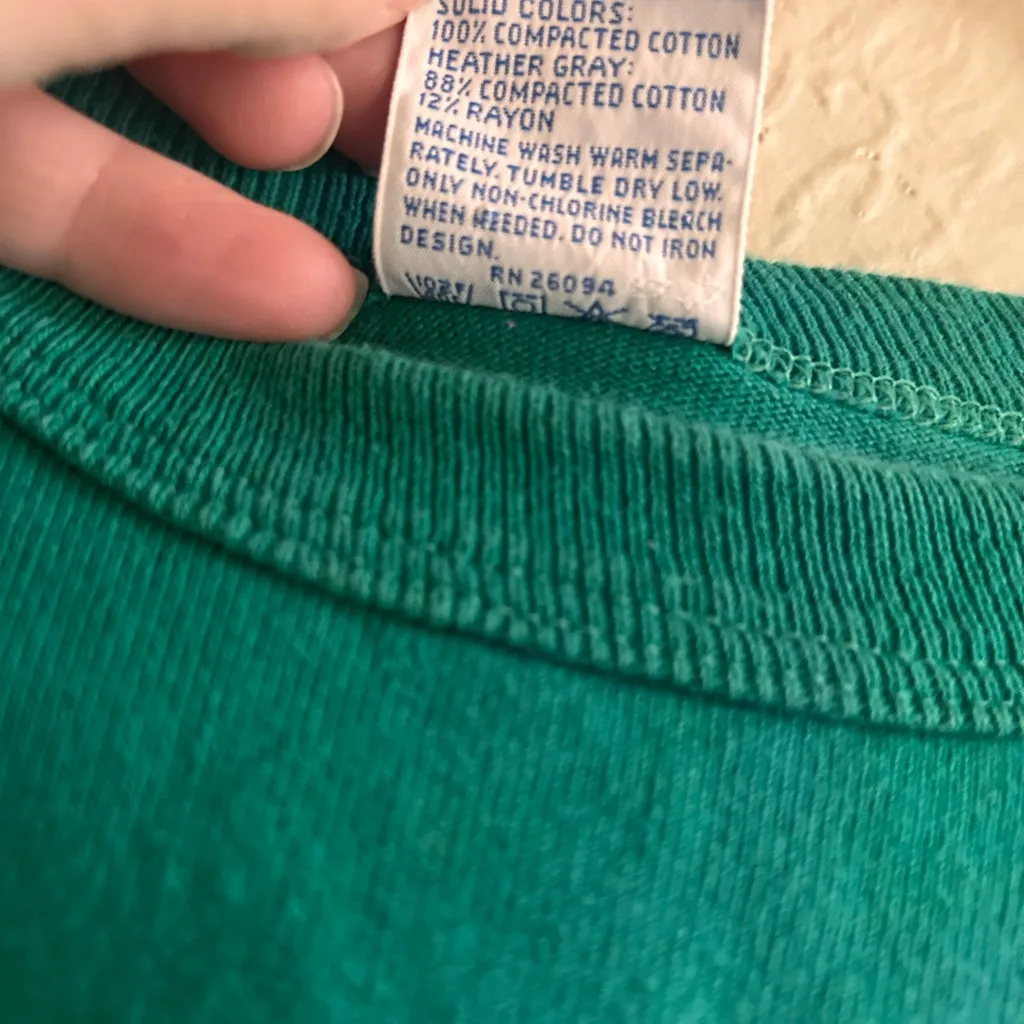 SOLID COLORS:
100% COMPACTED COTTON
HEATHER GRAY:
88% COMPACTED COTTON
12% RAYON
MACHINE WASH WARM SEPA-
RATELY. TUMBLE DRY LOW.
ONLY NON-CHLORINE BLEACH
WHEN NEEDED. DO NOT IRON
DESIGN.
RN 26094